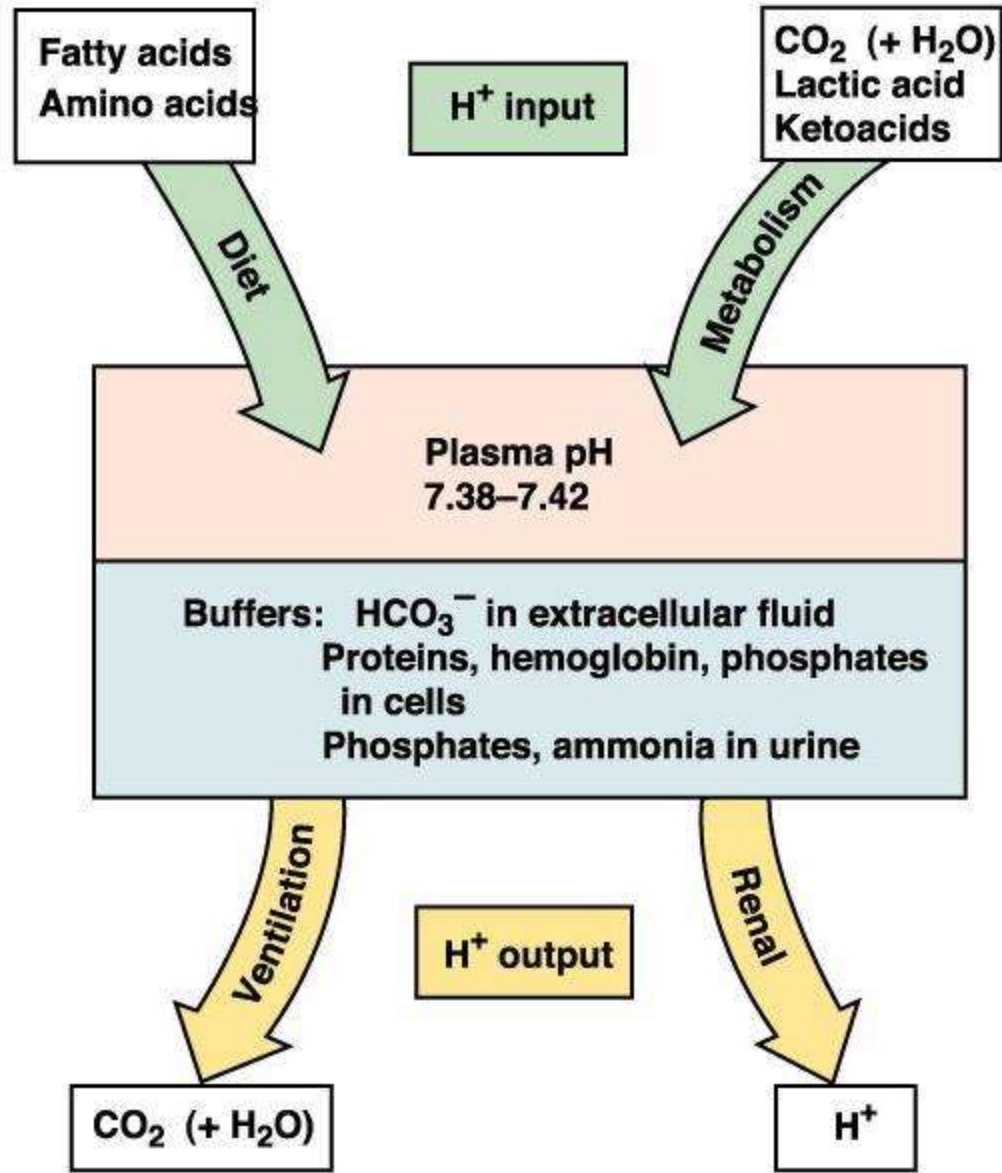 Fatty acids
Amino acids
H⁺ input
CO₂ (+ H₂O)
Lactic acid
Ketoacids
Diet
Metabolism
Plasma pH
7.38–7.42
Buffers: HCO₃⁻ in extracellular fluid
Proteins, hemoglobin, phosphates
in cells
Phosphates, ammonia in urine
Ventilation
H⁺ output
Renal
CO₂ (+ H₂O)
H⁺